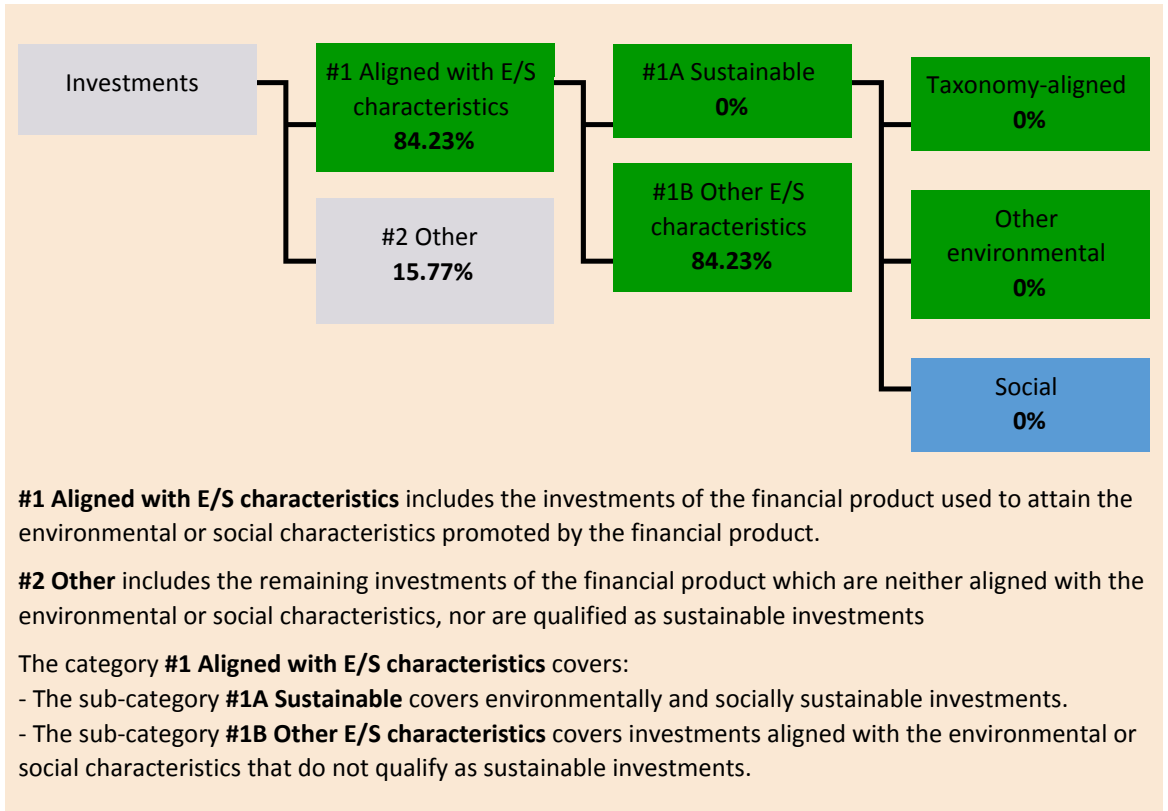 Investments
#1 Aligned with E/S
characteristics
84.23%
#2 Other
15.77%
#1A Sustainable
0%
#1B Other E/S
characteristics
84.23%
Taxonomy-aligned
0%
Other
environmental
0%
Social
0%
#1 Aligned with E/S characteristics includes the investments of the financial product used to attain the
environmental or social characteristics promoted by the financial product.
#2 Other includes the remaining investments of the financial product which are neither aligned with the
environmental or social characteristics, nor are qualified as sustainable investments
The category #1 Aligned with E/S characteristics covers:
- The sub-category #1A Sustainable covers environmentally and socially sustainable investments.
- The sub-category #1B Other E/S characteristics covers investments aligned with the environmental or
social characteristics that do not qualify as sustainable investments.